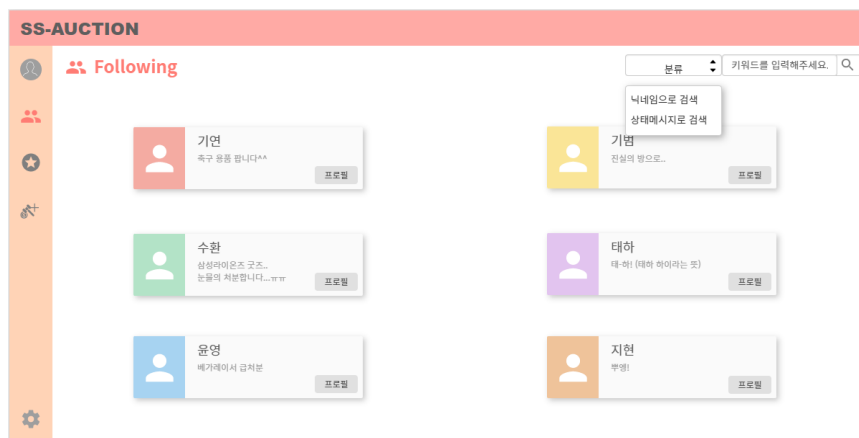 SS-AUCTION
Following
분류
키워드를 입력해주세요.
닉네임으로 검색
상태메시지로 검색
기연
축구 용품 팝니다^^
프로필
기범
진실의 방으로..
프로필
수환
삼성라이온즈 굿즈..
눈물의 처분합니다...ㅠㅠ
프로필
태하
태-하! (태하 하이라는 뜻)
프로필
윤영
베가레이서 급처분
프로필
지현
뿌엥!
프로필